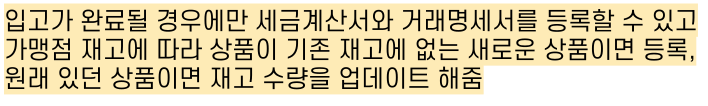 입고가 완료될 경우에만 세금계산서와 거래명세서를 등록할 수 있고
가맹점 재고에 따라 상품이 기존 재고에 없는 새로운 상품이면 등록,
원래 있던 상품이면 재고 수량을 업데이트 해줌